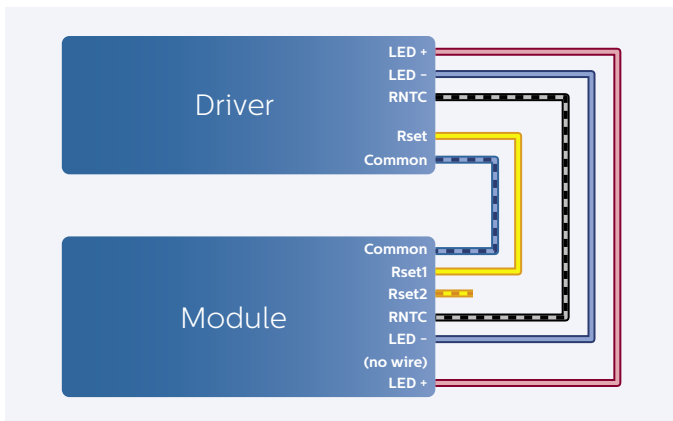 Driver
LED +
LED –
RNTC
Rset
Common
Module
Common
Rset1
Rset2
RNTC
LED –
(no wire)
LED +